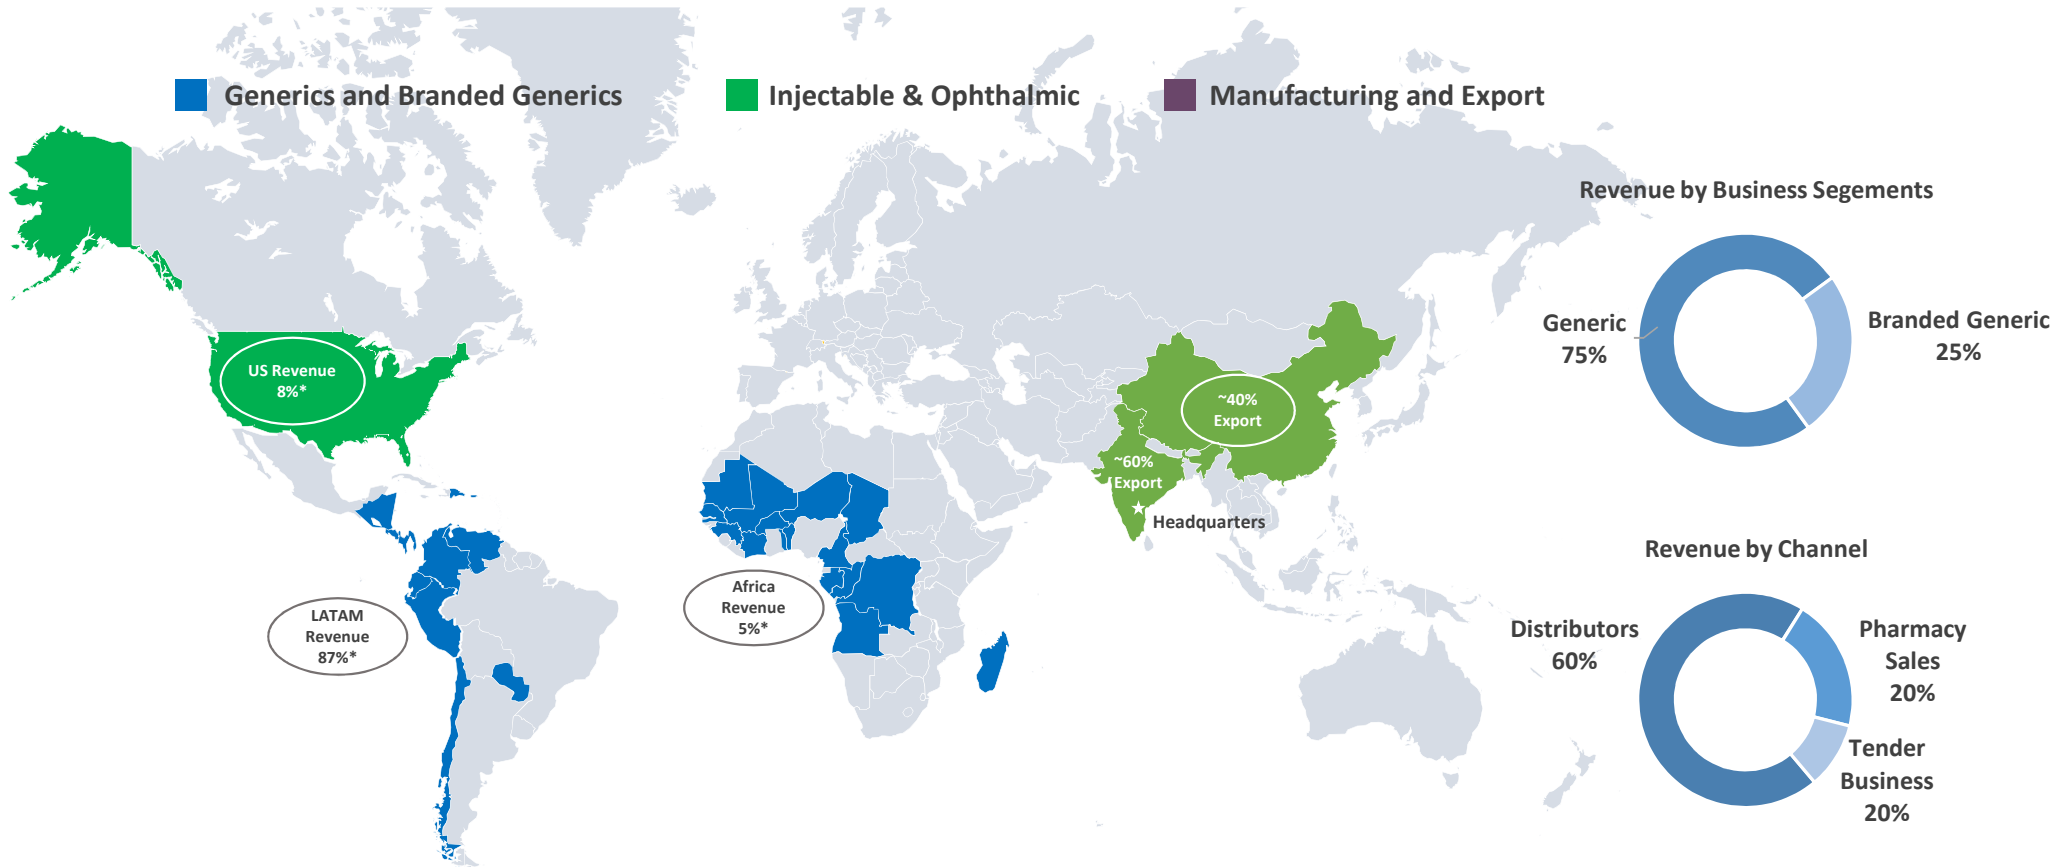 Generics and Branded Generics
Injectable & Ophthalmic
Manufacturing and Export
US Revenue
8%*
LATAM
Revenue
87%*
Africa
Revenue
5%*
~40%
Export
~60%
Export
Headquarters
Revenue by Business Segements
Generic
75%
Branded Generic
25%
Revenue by Channel
Distributors
60%
Pharmacy
Sales
20%
Tender
Business
20%